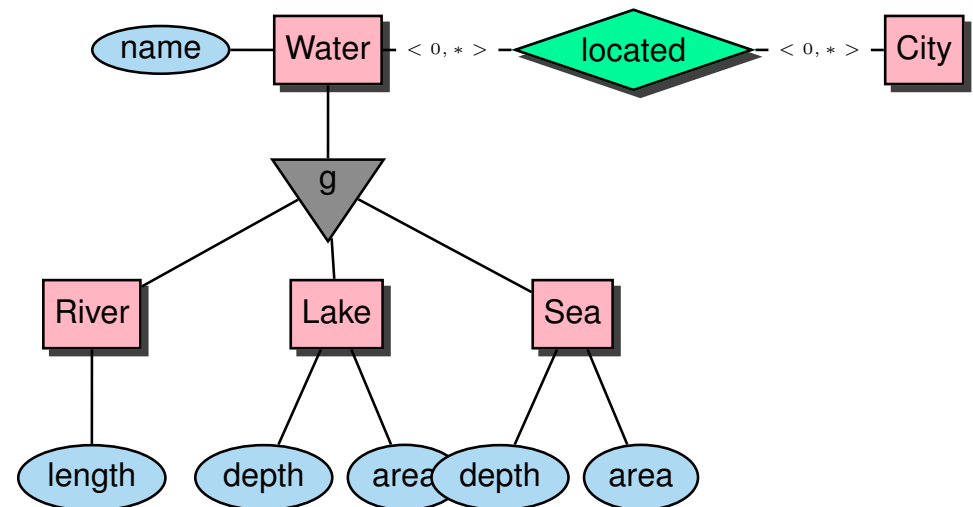 name
Water
< 0, * >
located
< 0, * >
City
g
River
Lake
Sea
length
depth
area
depth
area